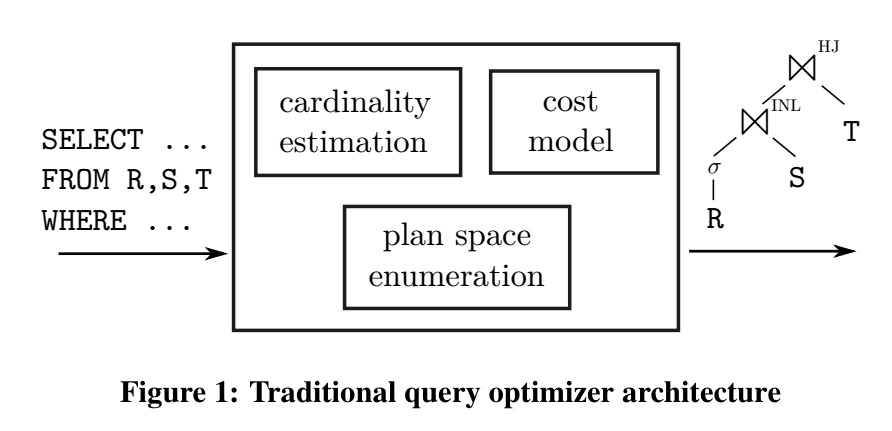 SELECT ...
FROM R,S,T
WHERE ...
cardinality
estimation
cost
model
plan space
enumeration
HJ
INL
T
σ
S
R
Figure 1: Traditional query optimizer architecture